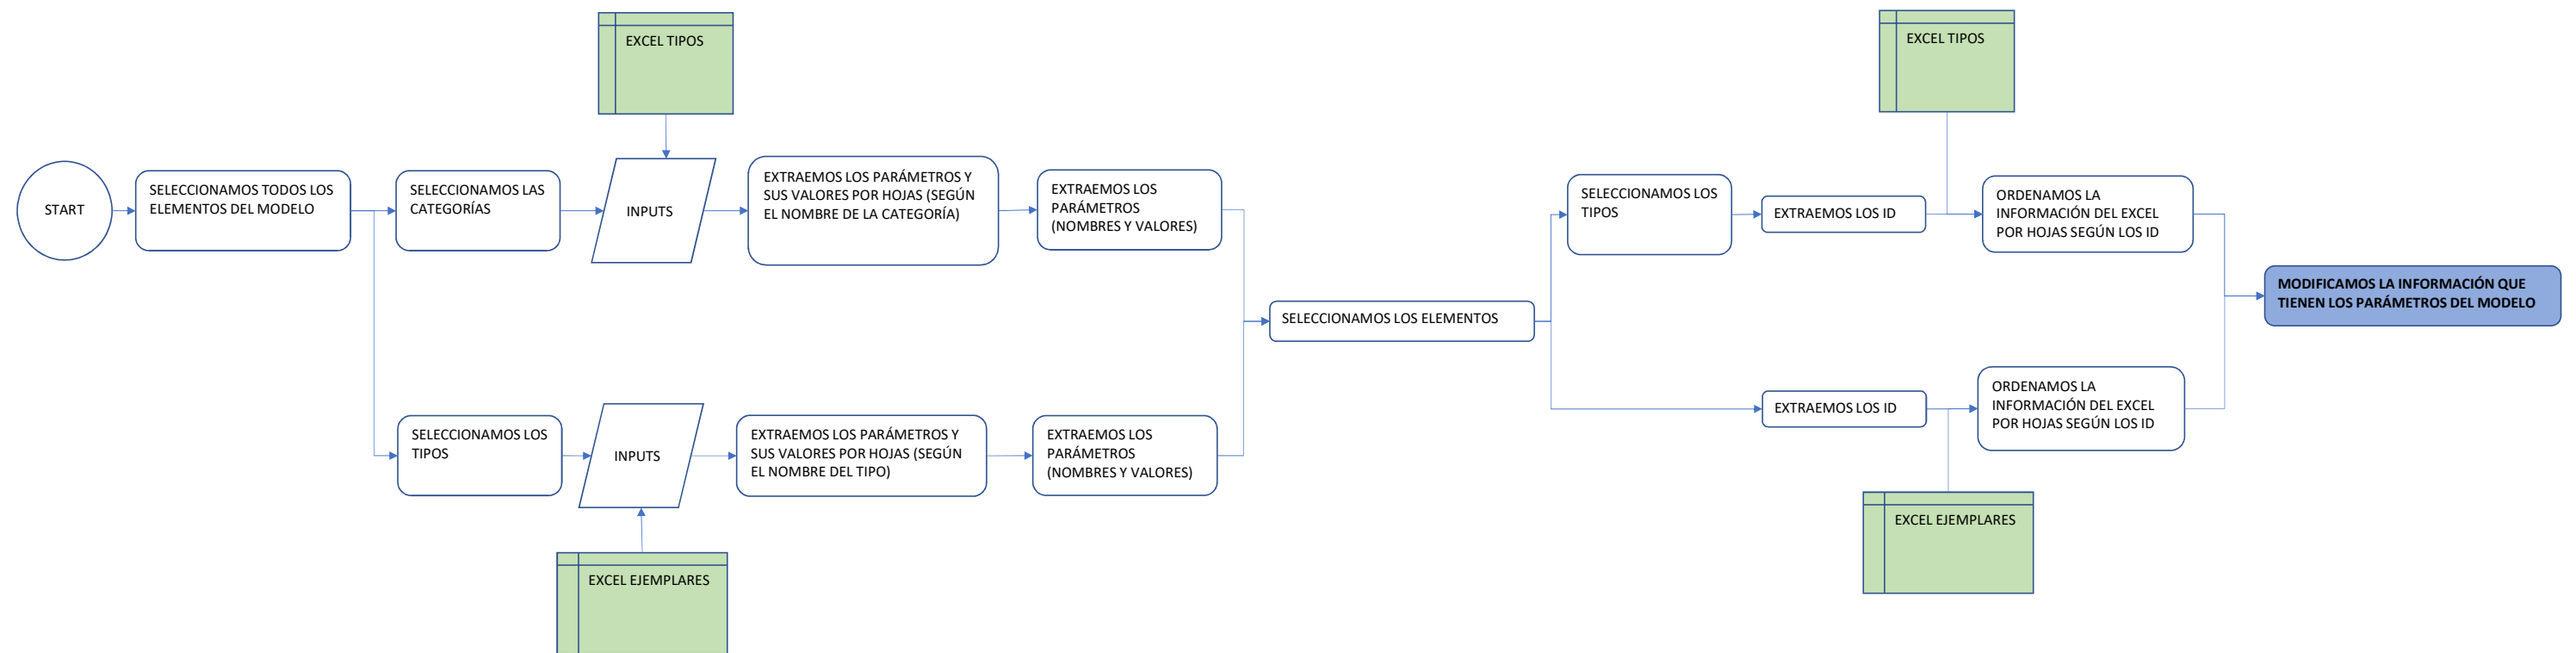 EXCEL TIPOS
START
SELECCIONAMOS TODOS LOS
ELEMENTOS DEL MODELO
SELECCIONAMOS LAS
CATEGORÍAS
INPUTS
EXTRAEMOS LOS PARÁMETROS Y
SUS VALORES POR HOJAS (SEGÚN
EL NOMBRE DE LA CATEGORÍA)
EXTRAEMOS LOS
PARÁMETROS
(NOMBRES Y VALORES)
SELECCIONAMOS LOS
TIPOS
INPUTS
EXTRAEMOS LOS PARÁMETROS Y
SUS VALORES POR HOJAS (SEGÚN
EL NOMBRE DEL TIPO)
EXTRAEMOS LOS
PARÁMETROS
(NOMBRES Y VALORES)
EXCEL EJEMPLARES
SELECCIONAMOS LOS ELEMENTOS
EXCEL TIPOS
SELECCIONAMOS LOS
TIPOS
EXTRAEMOS LOS ID
ORDENAMOS LA
INFORMACIÓN DEL EXCEL
POR HOJAS SEGÚN LOS ID
EXTRAEMOS LOS ID
ORDENAMOS LA
INFORMACIÓN DEL EXCEL
POR HOJAS SEGÚN LOS ID
EXCEL EJEMPLARES
MODIFICAMOS LA INFORMACIÓN QUE
TIENEN LOS PARÁMETROS DEL MODELO